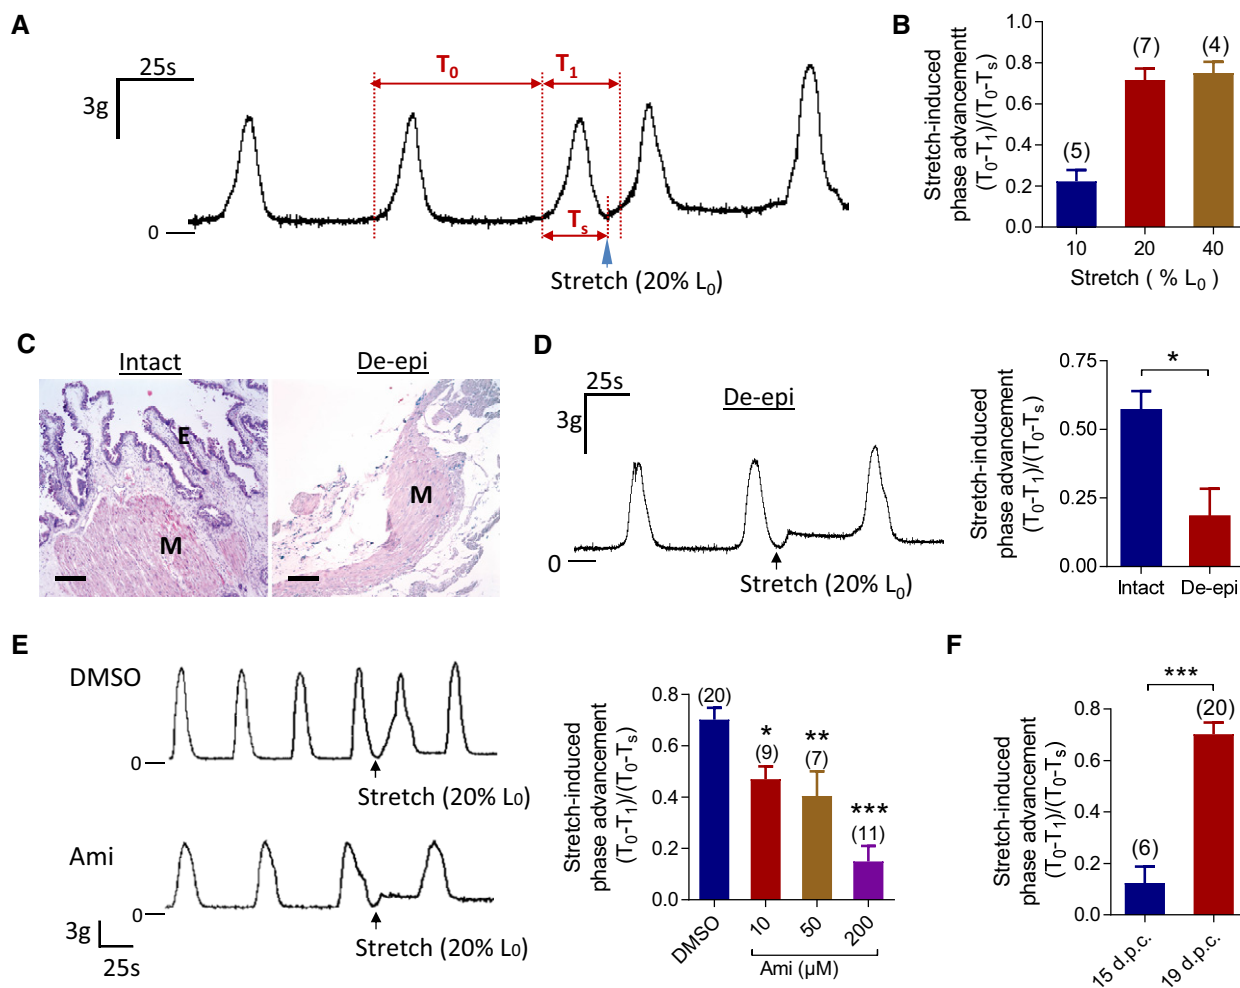 A
25s
3g
T0
T1
Ts
0
Stretch (20% L0)
B
Stretch-induced
phase advancementt
(T0-T1)/(T0-Ts)
1.0
0.8
0.6
0.4
0.2
0.0
(5)
(7)
(4)
10
20
40
Stretch ( % L0 )
C
Intact
De-epi
E
M
M
D
25s
3g
De-epi
0
Stretch (20% L0)
Stretch-induced
phase advancement
(T0-T1)/(T0-Ts)
0.75
0.50
0.25
0.00
*
Intact
De-epi
E
DMSO
0
Stretch (20% L0)
Ami
0
Stretch (20% L0)
3g
25s
Stretch-induced
phase advancement
(T0-T1)/(T0-Ts)
0.8
0.6
0.4
0.2
0.0
(20)
*
(9)
**
(7)
***
(11)
DMSO
10
50
200
Ami (µM)
F
Stretch-induced
phase advancement
(T0-T1)/(T0-Ts)
0.8
0.6
0.4
0.2
0.0
***
(6)
(20)
15 d.p.c.
19 d.p.c.